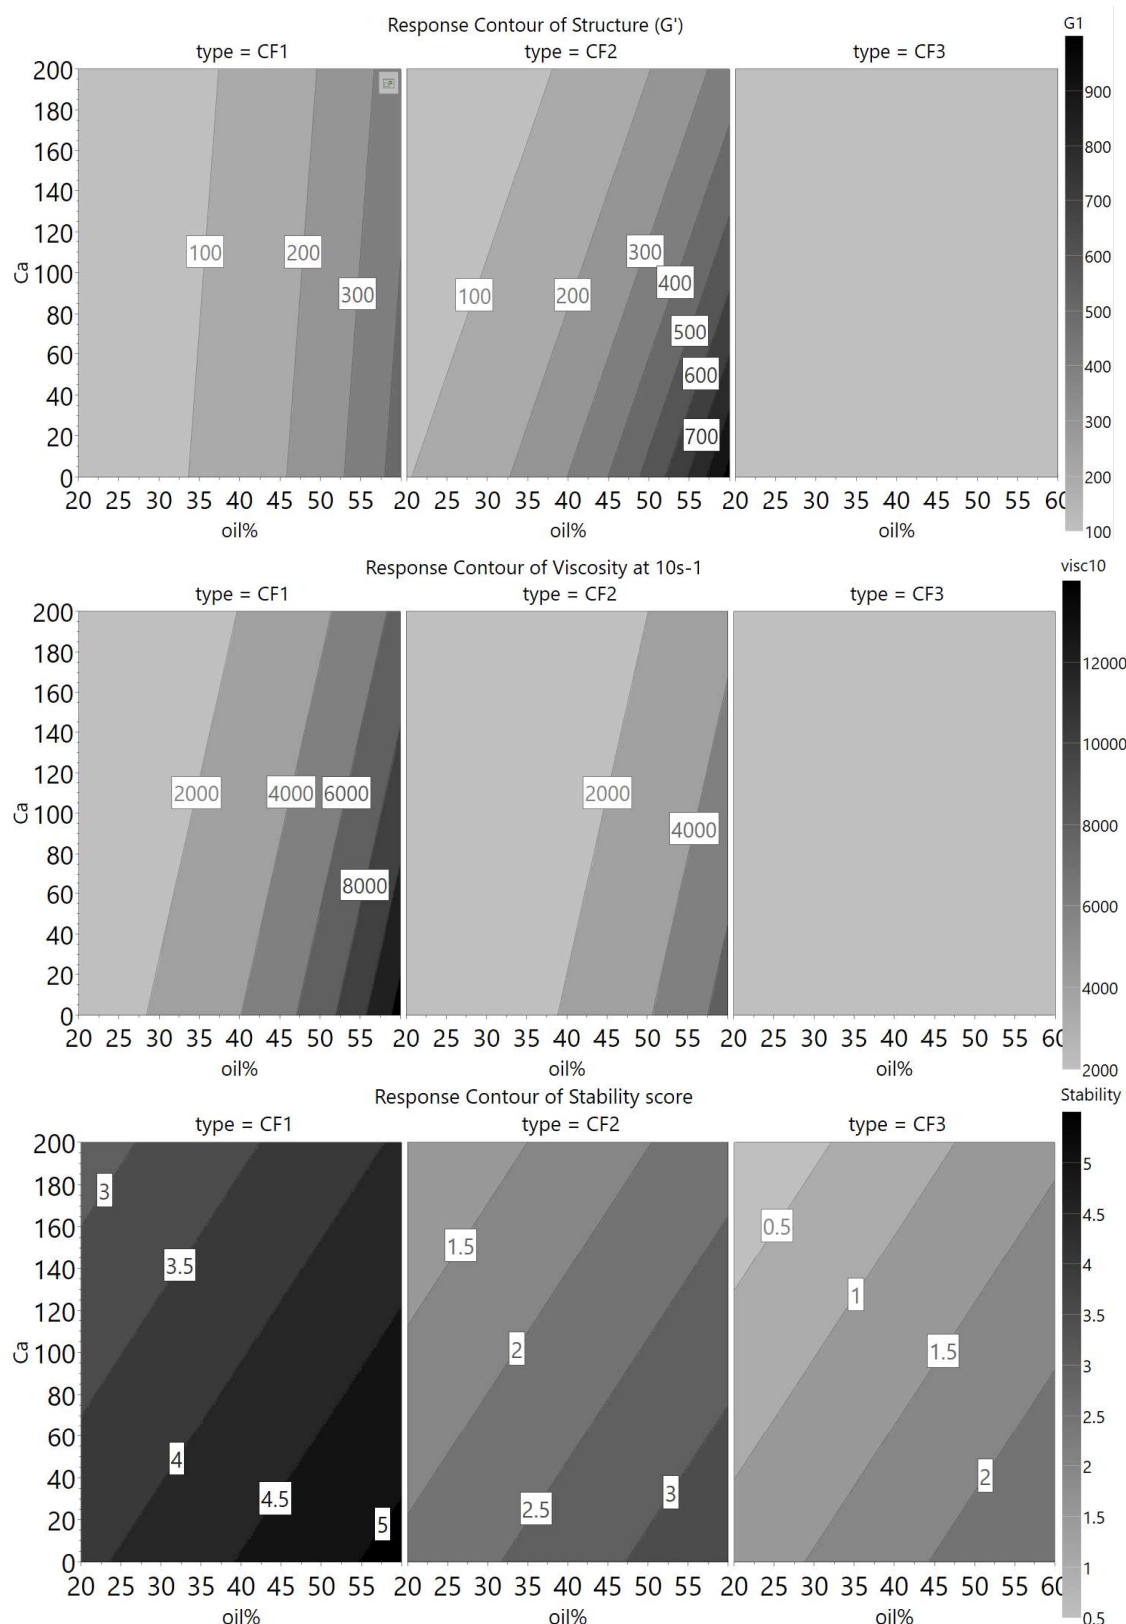 Response Contour of Structure (G')
G1
type = CF1 type = CF2 type = CF3
200
180
160
140
120
100
80
60
40
20
0
Ca
100 200 300
100 200 300 400 500 600 700
900
800
700
600
500
400
300
200
100
20 25 30 35 40 45 50 55 20 25 30 35 40 45 50 55 20 25 30 35 40 45 50 55 60
oil% oil% oil%
Response Contour of Viscosity at 10s-1
visc10
type = CF1 type = CF2 type = CF3
200
180
160
140
120
100
80
60
40
20
0
Ca
2000 4000 6000 8000
2000 4000
12000
10000
8000
6000
4000
2000
20 25 30 35 40 45 50 55 20 25 30 35 40 45 50 55 20 25 30 35 40 45 50 55 60
oil% oil% oil%
Response Contour of Stability score
Stability
type = CF1 type = CF2 type = CF3
200
180
160
140
120
100
80
60
40
20
0
Ca
3 3.5 4 4.5 5
1.5 2 2.5 3
0.5 1 1.5 2
5
4.5
4
3.5
3
2.5
2
1.5
1
0.5
20 25 30 35 40 45 50 55 20 25 30 35 40 45 50 55 20 25 30 35 40 45 50 55 60
oil% oil% oil%